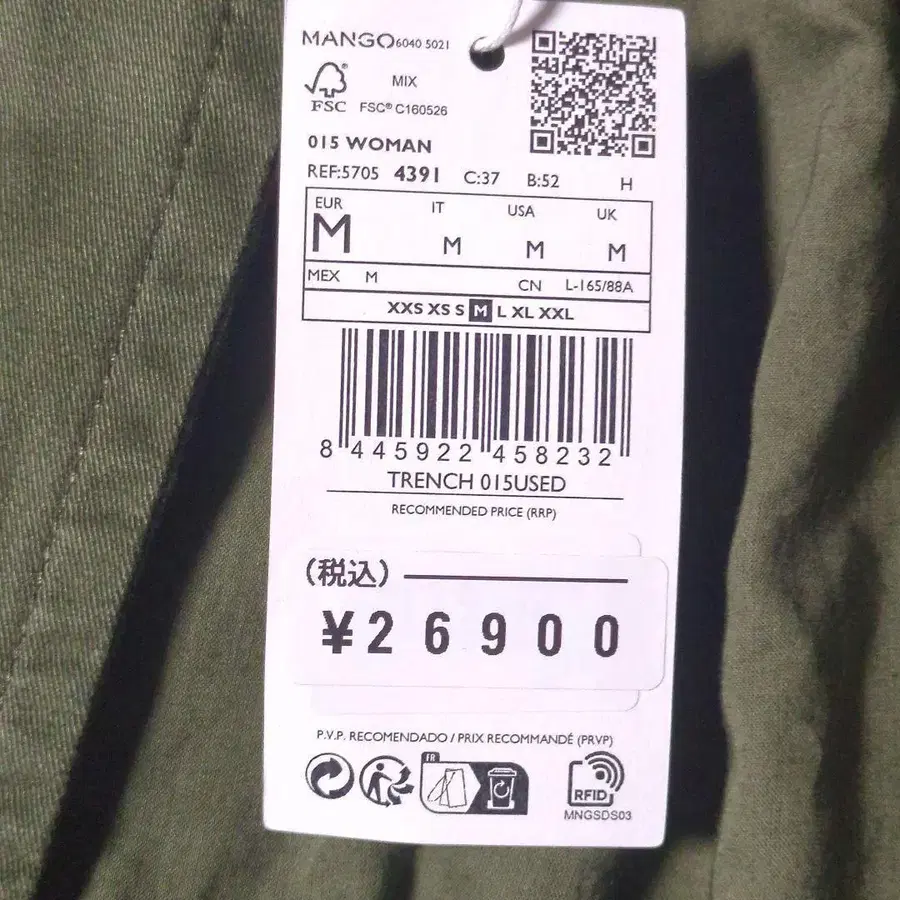 MANGO 6040 5021
MIX
FSC FSC® C160526
015 WOMAN
REF:5705 4391 C:37 B:52 H
EUR IT USA UK
M M M M
MEX M CN L-165/88A
XXS XS S M L XL XXL
8 445922 458232
TRENCH 015USED
RECOMMENDED PRICE (RRP)
(税込)
¥26900
P.V.P. RECOMENDADO / PRIX RECOMMANDÉ (PRVP)
FR
RFID
MNGSDS03